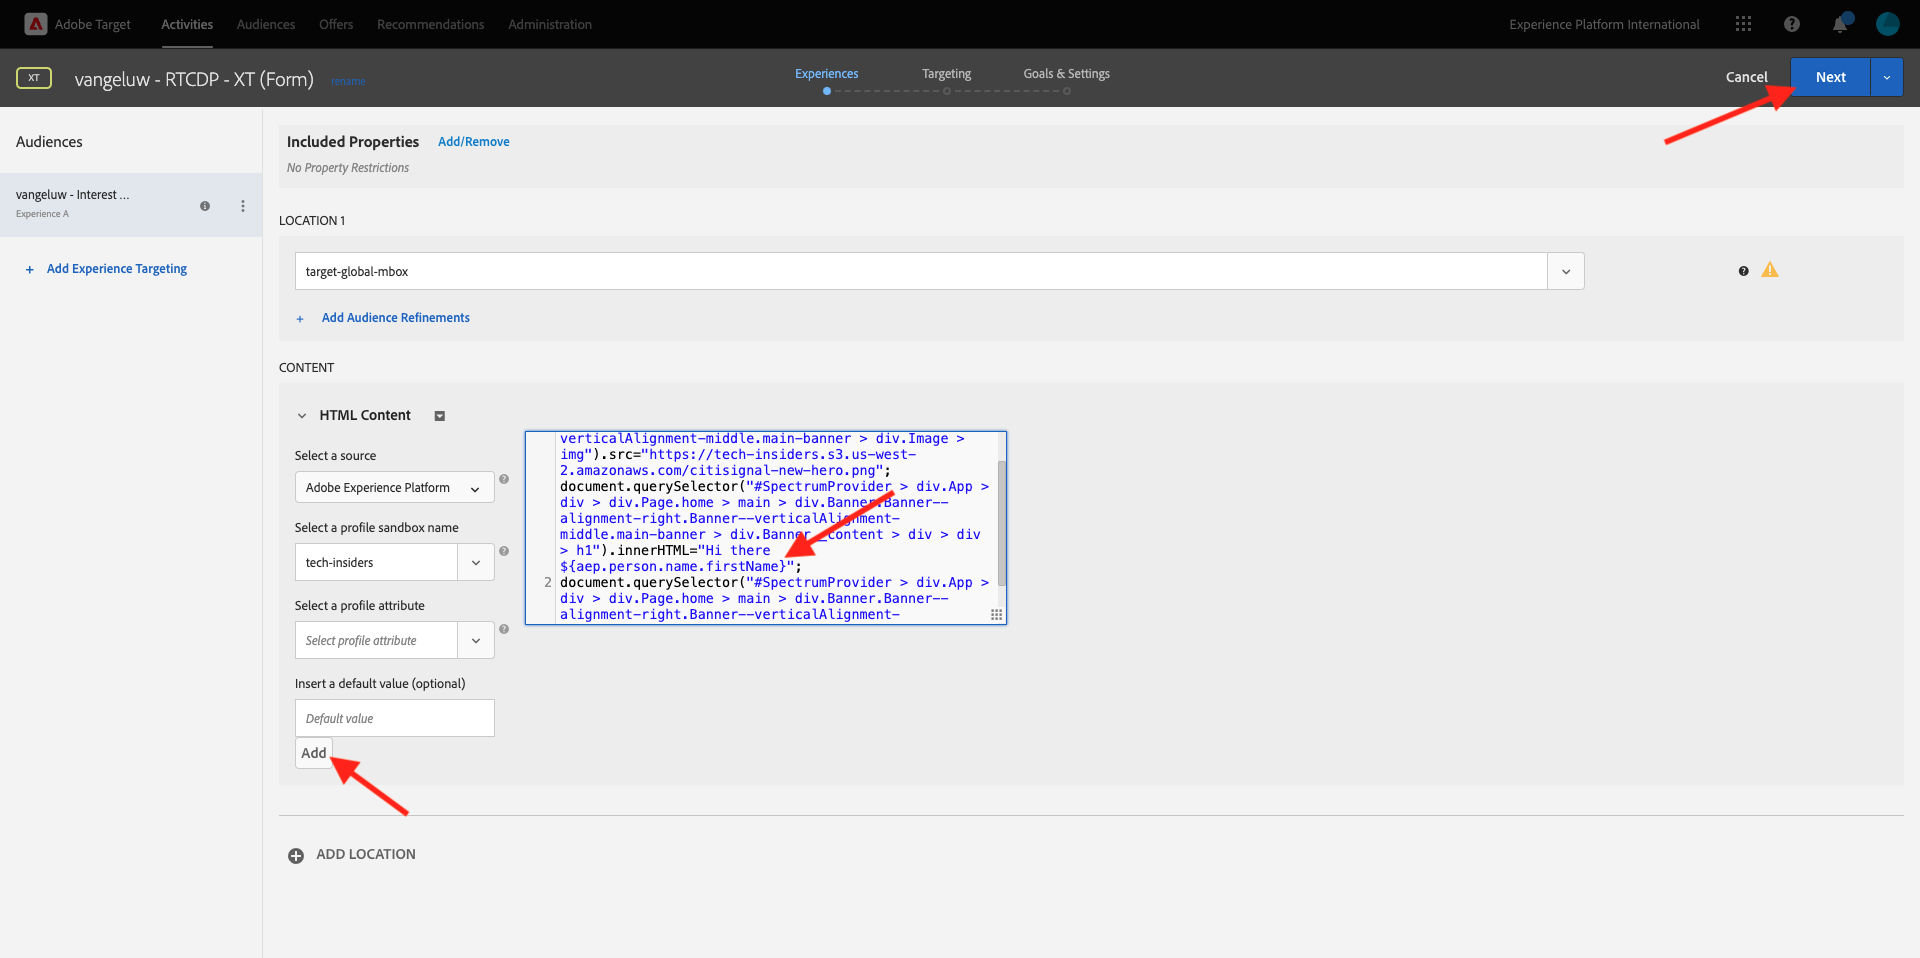 Adobe Target
Activities
Audiences
Offers
Recommendations
Administration
Experience Platform International
XT
vangeluw - RTCDP - XT (Form)
rename
Experiences
Targeting
Goals & Settings
Cancel
Next
Audiences
vangeluw - Interest ...
Experience A
+ Add Experience Targeting
Included Properties
Add/Remove
No Property Restrictions
LOCATION 1
target-global-mbox
+ Add Audience Refinements
CONTENT
HTML Content
Select a source
Adobe Experience Platform
Select a profile sandbox name
tech-insiders
Select a profile attribute
Select profile attribute
Insert a default value (optional)
Default value
Add
verticalAlignment-middle.main-banner > div.Image >
img").src="https://tech-insiders.s3.us-west-
2.amazonaws.com/citisignal-new-hero.png";
document.querySelector("#SpectrumProvider > div.App >
div > div.Page.home > main > div.Banner.Banner--
alignment-right.Banner--verticalAlignment-
middle.main-banner > div.Banner__content > div > div
> h1").innerHTML="Hi there
${aep.person.name.firstName}";
2 document.querySelector("#SpectrumProvider > div.App >
div > div.Page.home > main > div.Banner.Banner--
alignment-right.Banner--verticalAlignment-
ADD LOCATION